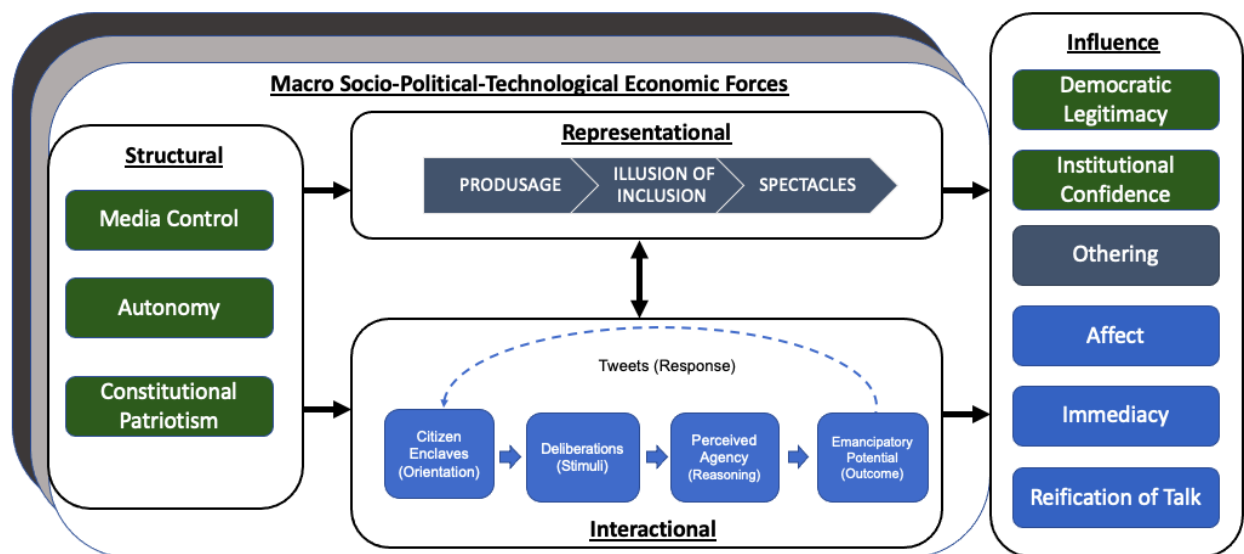 Macro Socio-Political-Technological Economic Forces
Structural
Media Control
Autonomy
Constitutional
Patriotism
Representational
PRODUSAGE
ILLUSION OF
INCLUSION
SPECTACLES
Tweets (Response)
Citizen
Enclaves
(Orientation)
Deliberations
(Stimuli)
Perceived
Agency
(Reasoning)
Emancipatory
Potential
(Outcome)
Interactional
Influence
Democratic
Legitimacy
Institutional
Confidence
Othering
Affect
Immediacy
Reification of Talk